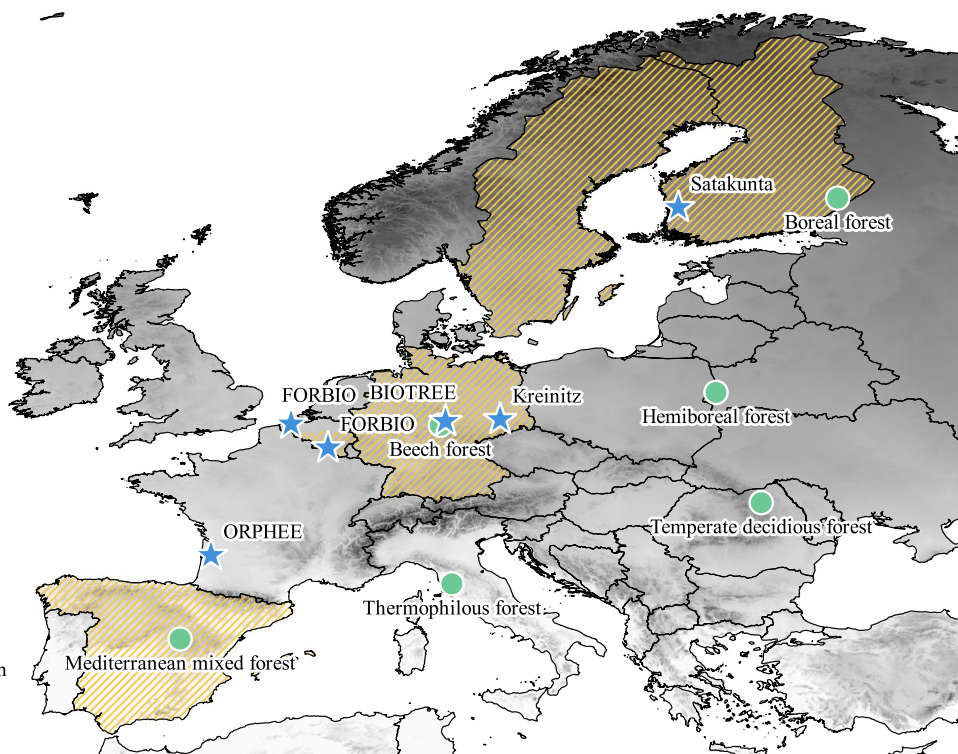 Satakunta
Boreal forest
FORBIO
BIOTREE
Kreinitz
FORBIO
Hemiboreal forest
Beech forest
Temperate decidious forest
ORPHEE
Thermophilous forest
Mediterranean mixed forest